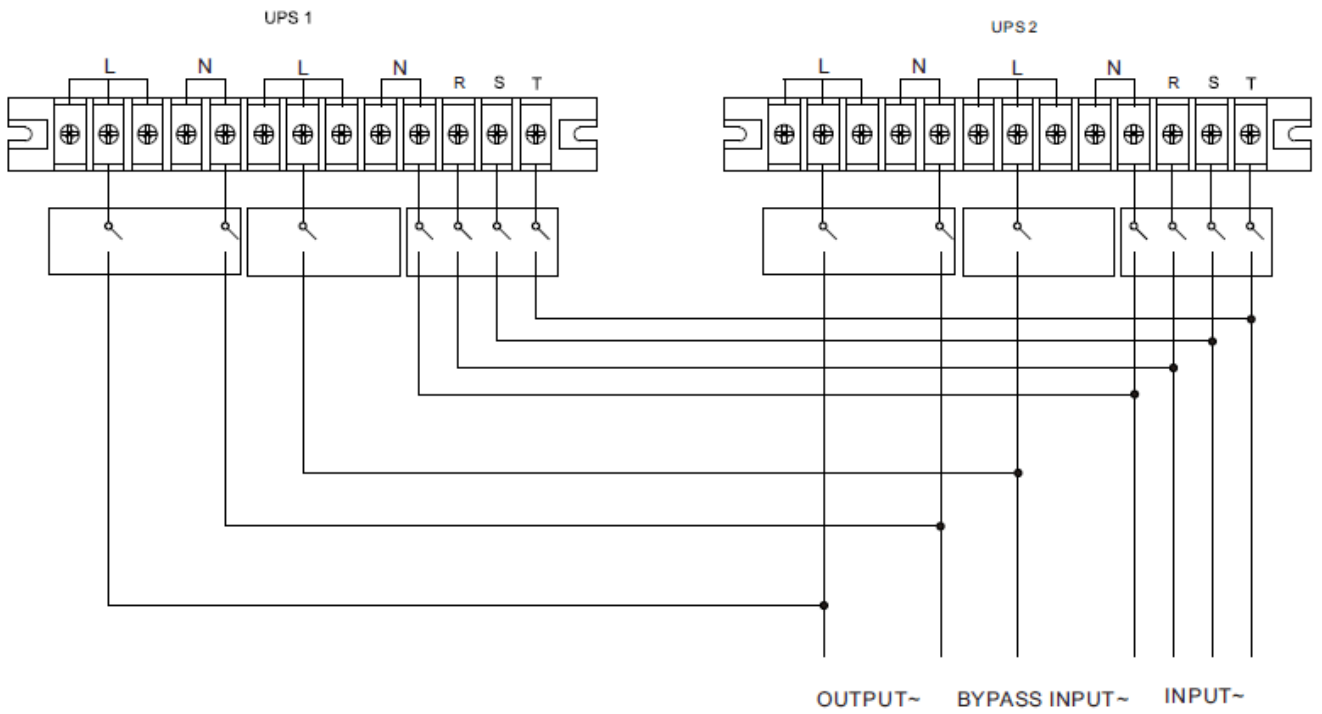 UPS 1
UPS 2
L N L N R S T
L N L N R S T
OUTPUT~ BYPASS INPUT~ INPUT~